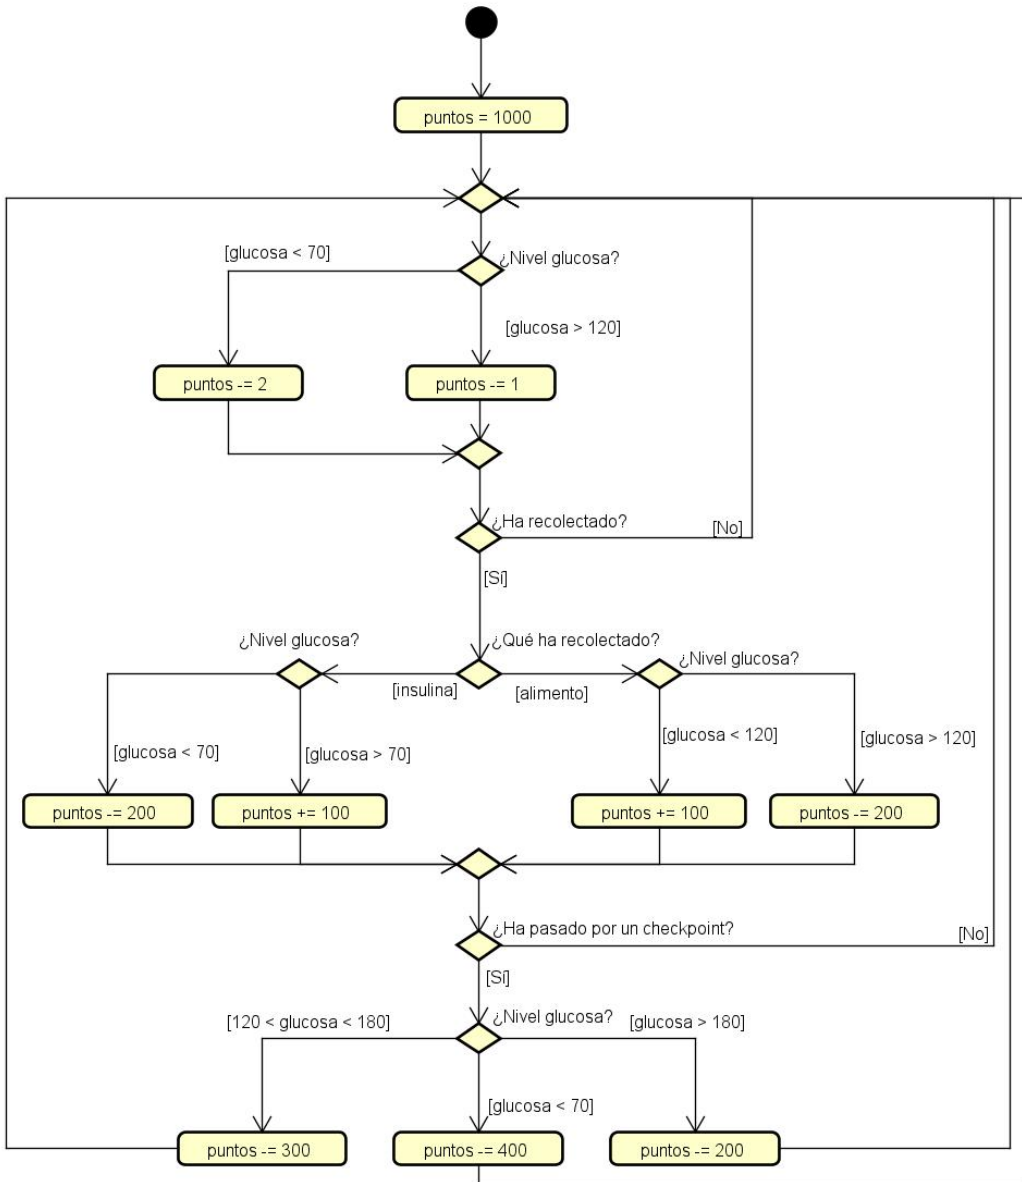 puntos = 1000
[glucosa < 70]
¿Nivel glucosa?
[glucosa > 120]
puntos -= 2
puntos -= 1
¿Ha recolectado?
[No]
[Sí]
¿Nivel glucosa?
¿Qué ha recolectado?
¿Nivel glucosa?
[insulina]
[alimento]
[glucosa < 70]
[glucosa > 70]
[glucosa < 120]
[glucosa > 120]
puntos -= 200
puntos += 100
puntos += 100
puntos -= 200
¿Ha pasado por un checkpoint?
[No]
[Sí]
[120 < glucosa < 180]
¿Nivel glucosa?
[glucosa > 180]
[glucosa < 70]
puntos -= 300
puntos -= 400
puntos -= 200